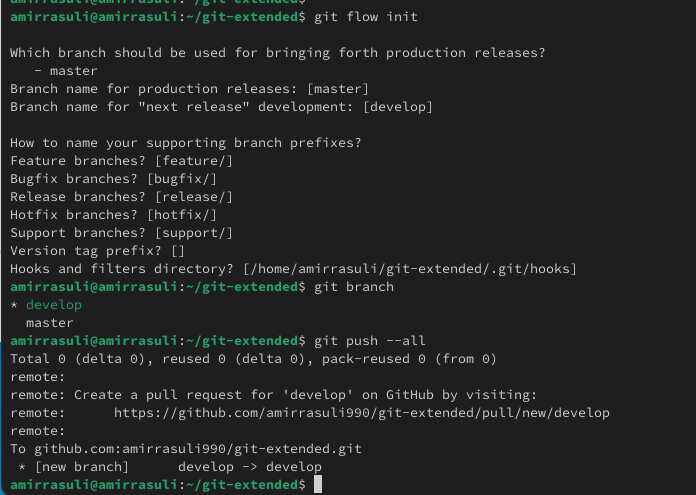 amirrasuli@amirrasuli:~/git-extended$
amirrasuli@amirrasuli:~/git-extended$ git flow init

Which branch should be used for bringing forth production releases?
   - master
Branch name for production releases: [master]
Branch name for "next release" development: [develop]

How to name your supporting branch prefixes?
Feature branches? [feature/]
Bugfix branches? [bugfix/]
Release branches? [release/]
Hotfix branches? [hotfix/]
Support branches? [support/]
Version tag prefix? []
Hooks and filters directory? [/home/amirrasuli/git-extended/.git/hooks]
amirrasuli@amirrasuli:~/git-extended$ git branch
* develop
  master
amirrasuli@amirrasuli:~/git-extended$ git push --all
Total 0 (delta 0), reused 0 (delta 0), pack-reused 0 (from 0)
remote:
remote: Create a pull request for 'develop' on GitHub by visiting:
remote:      https://github.com/amirrasuli990/git-extended/pull/new/develop
remote:
To github.com:amirrasuli990/git-extended.git
 * [new branch]      develop -> develop
amirrasuli@amirrasuli:~/git-extended$